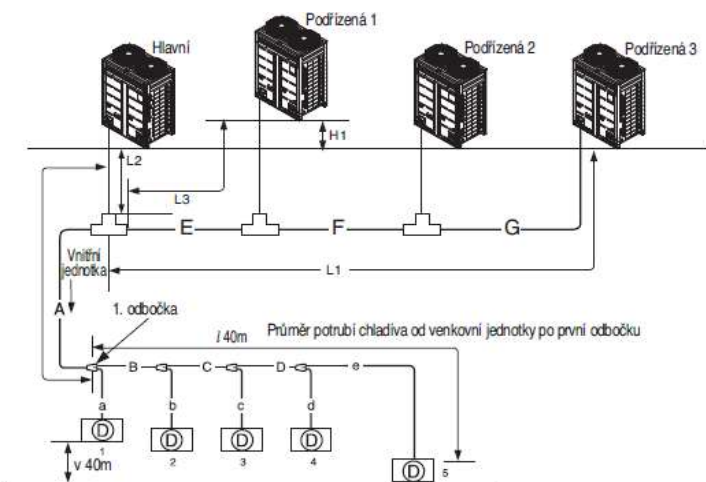 Podřízená 1
Hlavní
Podřízená 2
Podřízená 3
H1
L2
L3
E
F
G
L1
Vnitřní
jednotka
A
1. odbočka
l 40m
Průměr potrubí chladíva od venkovní jednotky po první odbočku
B
C
D
e
a
b
c
d
D
D
D
D
1
2
3
4
v 40m
D
5